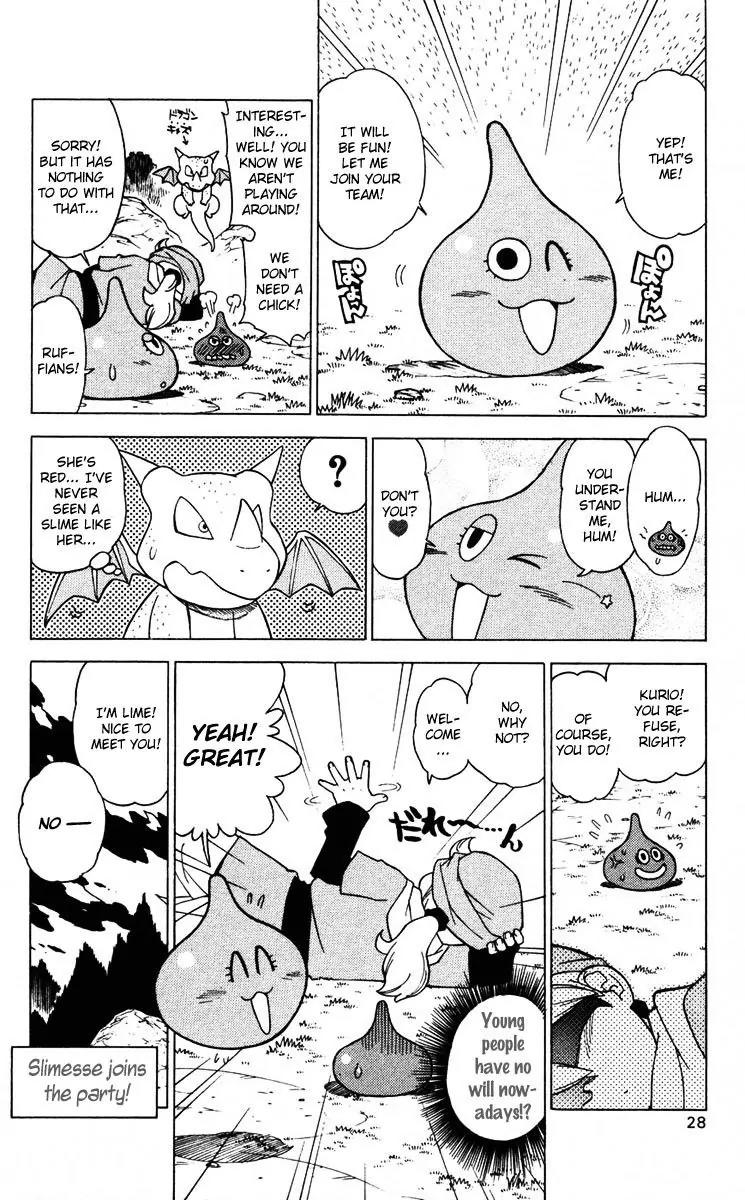 YEP!
THAT'S
ME!
IT WILL
BE FUN!
LET ME
JOIN YOUR
TEAM!
ぽよん
ぽよん
INTEREST-
ING...
WELL! YOU
KNOW WE
AREN'T
PLAYING
AROUND!
WE
DON'T
NEED A
CHICK!
SORRY!
BUT IT HAS
NOTHING
TO DO WITH
THAT...
RUF-
FIANS!
HUM...
YOU
UNDER-
STAND
ME,
HUM!
DON'T
YOU?
?
SHE'S
RED... I'VE
NEVER
SEEN A
SLIME LIKE
HER...
KURIO!
YOU RE-
FUSE,
RIGHT?
OF
COURSE,
YOU DO!
NO,
WHY
NOT?
WEL-
COME
...
だれ〜…ん
YEAH!
GREAT!
Young
people
have no
will now-
adays!?
I'M LIME!
NICE TO
MEET YOU!
NO —
Slimesse joins
the party!
28